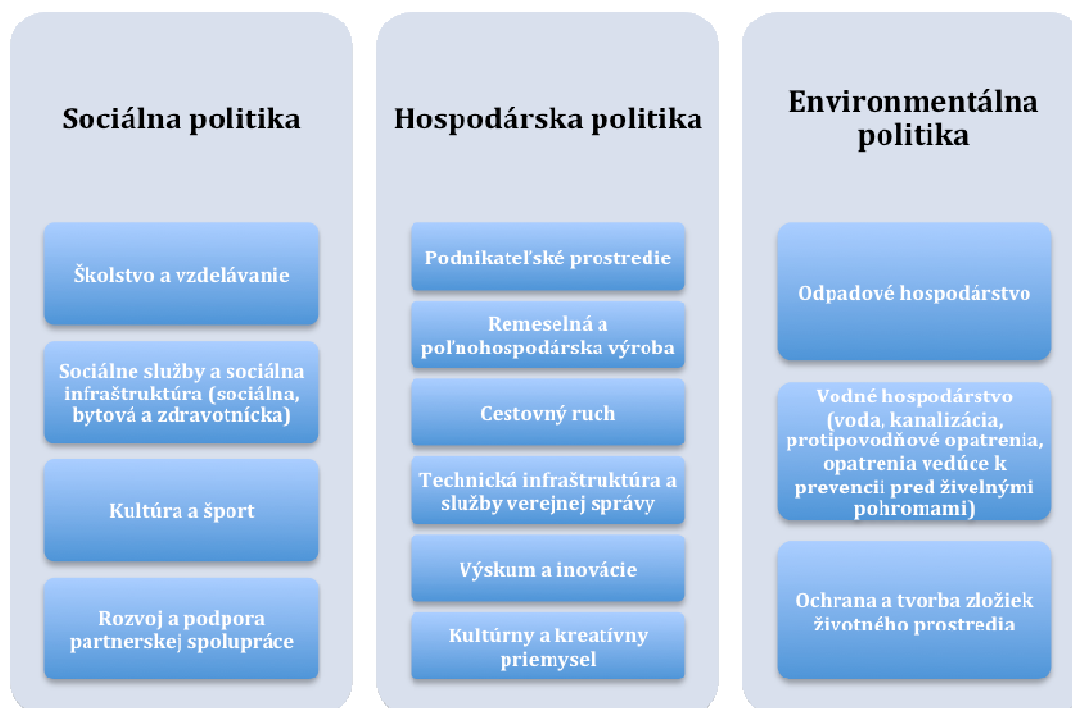 Sociálna politika
Školstvo a vzdelávanie
Sociálne služby a sociálna
infraštruktúra (sociálna,
bytová a zdravotnícka)
Kultúra a šport
Rozvoj a podpora
partnerskej spolupráce
Hospodárska politika
Podnikateľské prostredie
Remeselná a
poľnohospodárska výroba
Cestovný ruch
Technická infraštruktúra a
služby verejnej správy
Výskum a inovácie
Kultúrny a kreatívny
priemysel
Environmentálna
politika
Odpadové hospodárstvo
Vodné hospodárstvo
(voda, kanalizácia,
protipovodňové opatrenia,
opatrenia vedúce k
prevencii pred živelnými
pohromami)
Ochrana a tvorba zložiek
životného prostredia